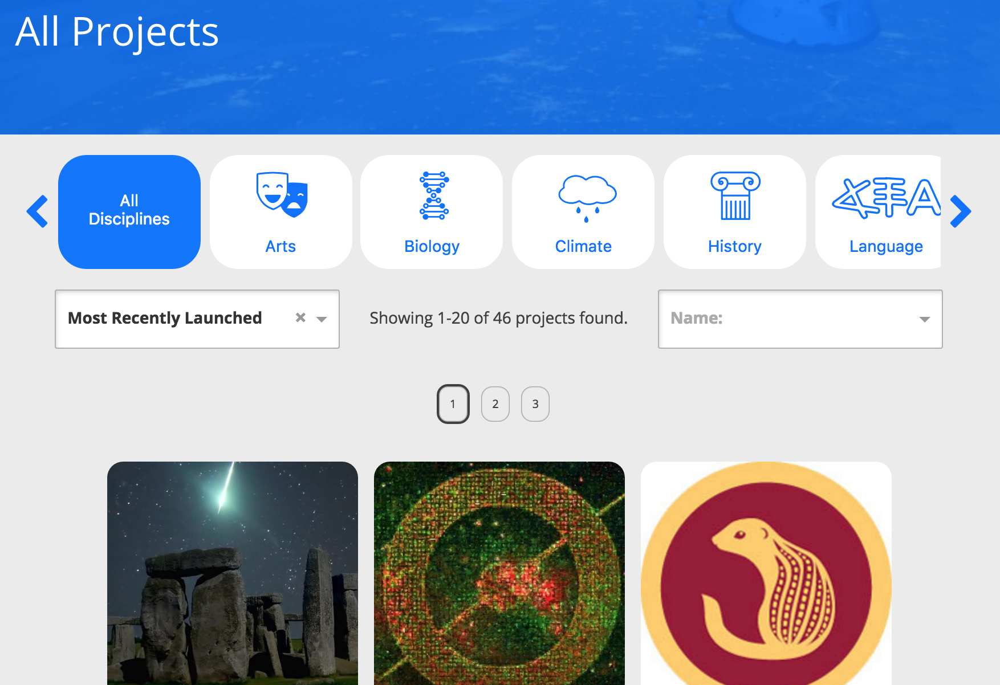 All Projects
All
Disciplines
Arts
Biology
Climate
History
Language
Most Recently Launched
Showing 1-20 of 46 projects found.
Name:
1
2
3